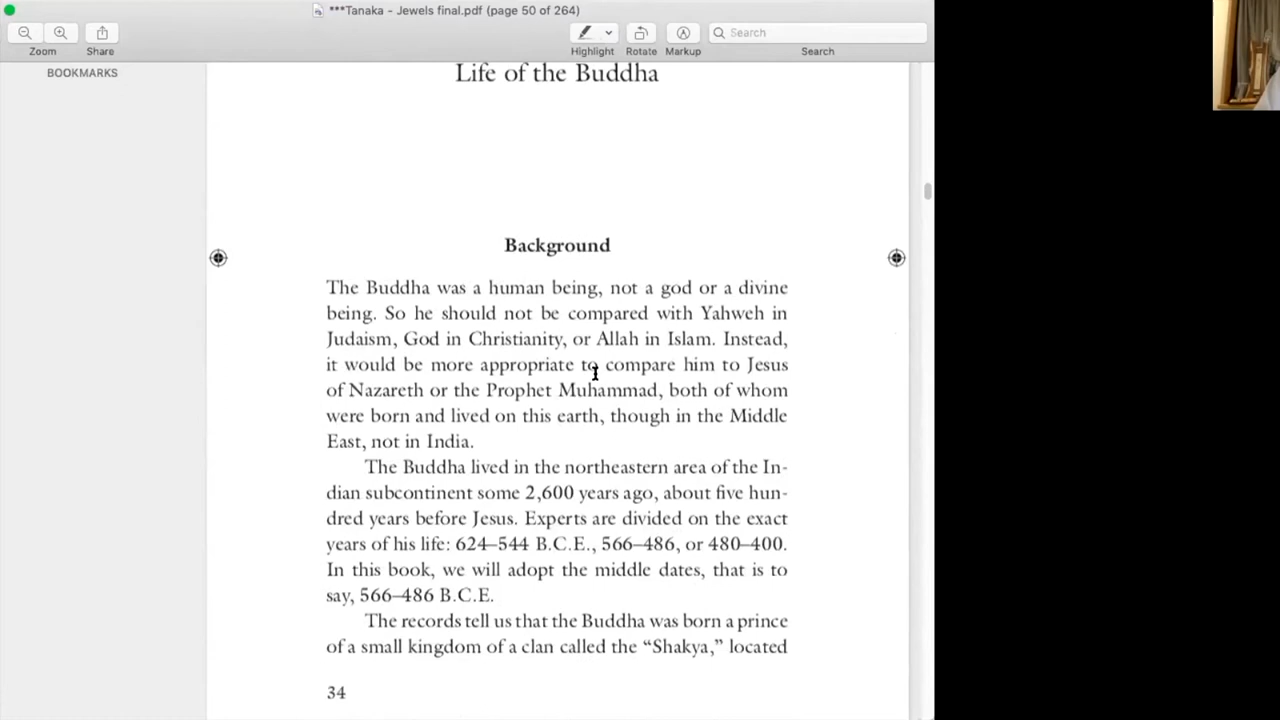 ***Tanaka - Jewels final.pdf (page 50 of 264)
Zoom
Share
Highlight
Rotate
Markup
Search
Search
BOOKMARKS
Life of the Buddha
Background
The Buddha was a human being, not a god or a divine
being. So he should not be compared with Yahweh in
Judaism, God in Christianity, or Allah in Islam. Instead,
it would be more appropriate to compare him to Jesus
of Nazareth or the Prophet Muhammad, both of whom
were born and lived on this earth, though in the Middle
East, not in India.
The Buddha lived in the northeastern area of the In-
dian subcontinent some 2,600 years ago, about five hun-
dred years before Jesus. Experts are divided on the exact
years of his life: 624–544 B.C.E., 566–486, or 480–400.
In this book, we will adopt the middle dates, that is to
say, 566–486 B.C.E.
The records tell us that the Buddha was born a prince
of a small kingdom of a clan called the “Shakya,” located
34